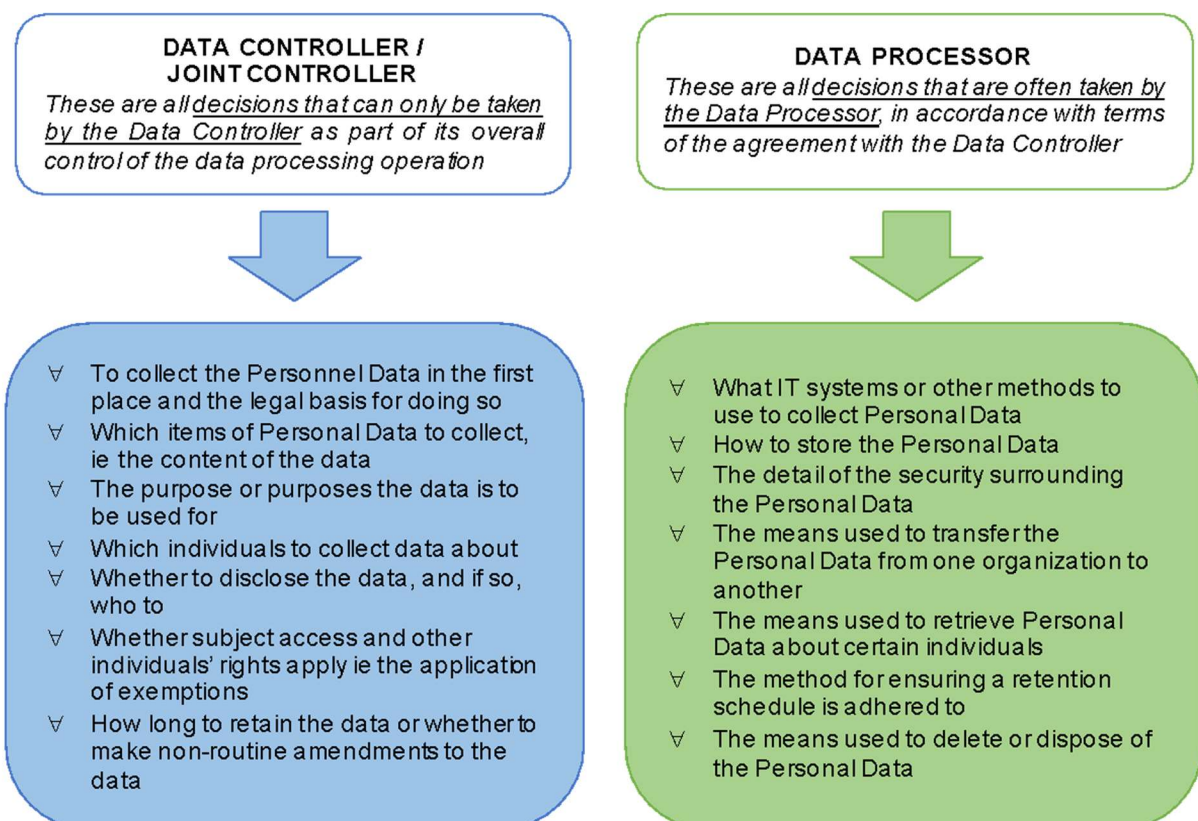 DATA CONTROLLER /
JOINT CONTROLLER
These are all decisions that can only be taken
by the Data Controller as part of its overall
control of the data processing operation
DATA PROCESSOR
These are all decisions that are often taken by
the Data Processor, in accordance with terms
of the agreement with the Data Controller
∀ To collect the Personnel Data in the first
place and the legal basis for doing so
∀ Which items of Personal Data to collect,
ie the content of the data
∀ The purpose or purposes the data is to
be used for
∀ Which individuals to collect data about
∀ Whether to disclose the data, and if so,
who to
∀ Whether subject access and other
individuals’ rights apply ie the application
of exemptions
∀ How long to retain the data or whether to
make non-routine amendments to the
data
∀ What IT systems or other methods to
use to collect Personal Data
∀ How to store the Personal Data
∀ The detail of the security surrounding
the Personal Data
∀ The means used to transfer the
Personal Data from one organization to
another
∀ The means used to retrieve Personal
Data about certain individuals
∀ The method for ensuring a retention
schedule is adhered to
∀ The means used to delete or dispose of
the Personal Data